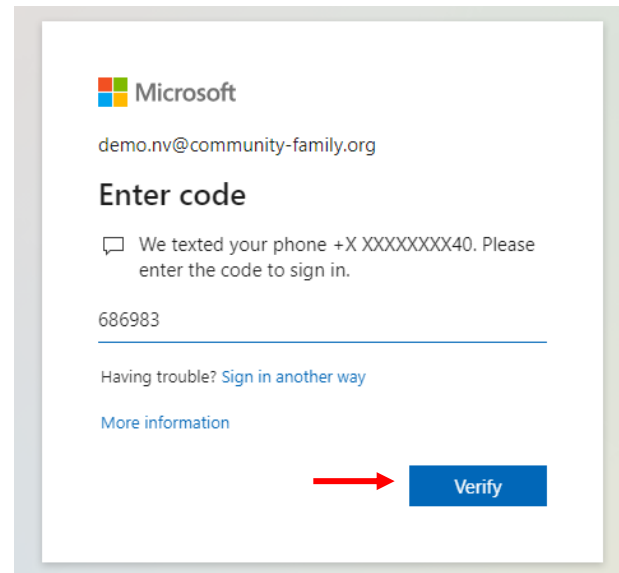 Microsoft
demo.nv@community-family.org
Enter code
We texted your phone +X XXXXXXXX40. Please
enter the code to sign in.
686983
Having trouble? Sign in another way
More information
Verify